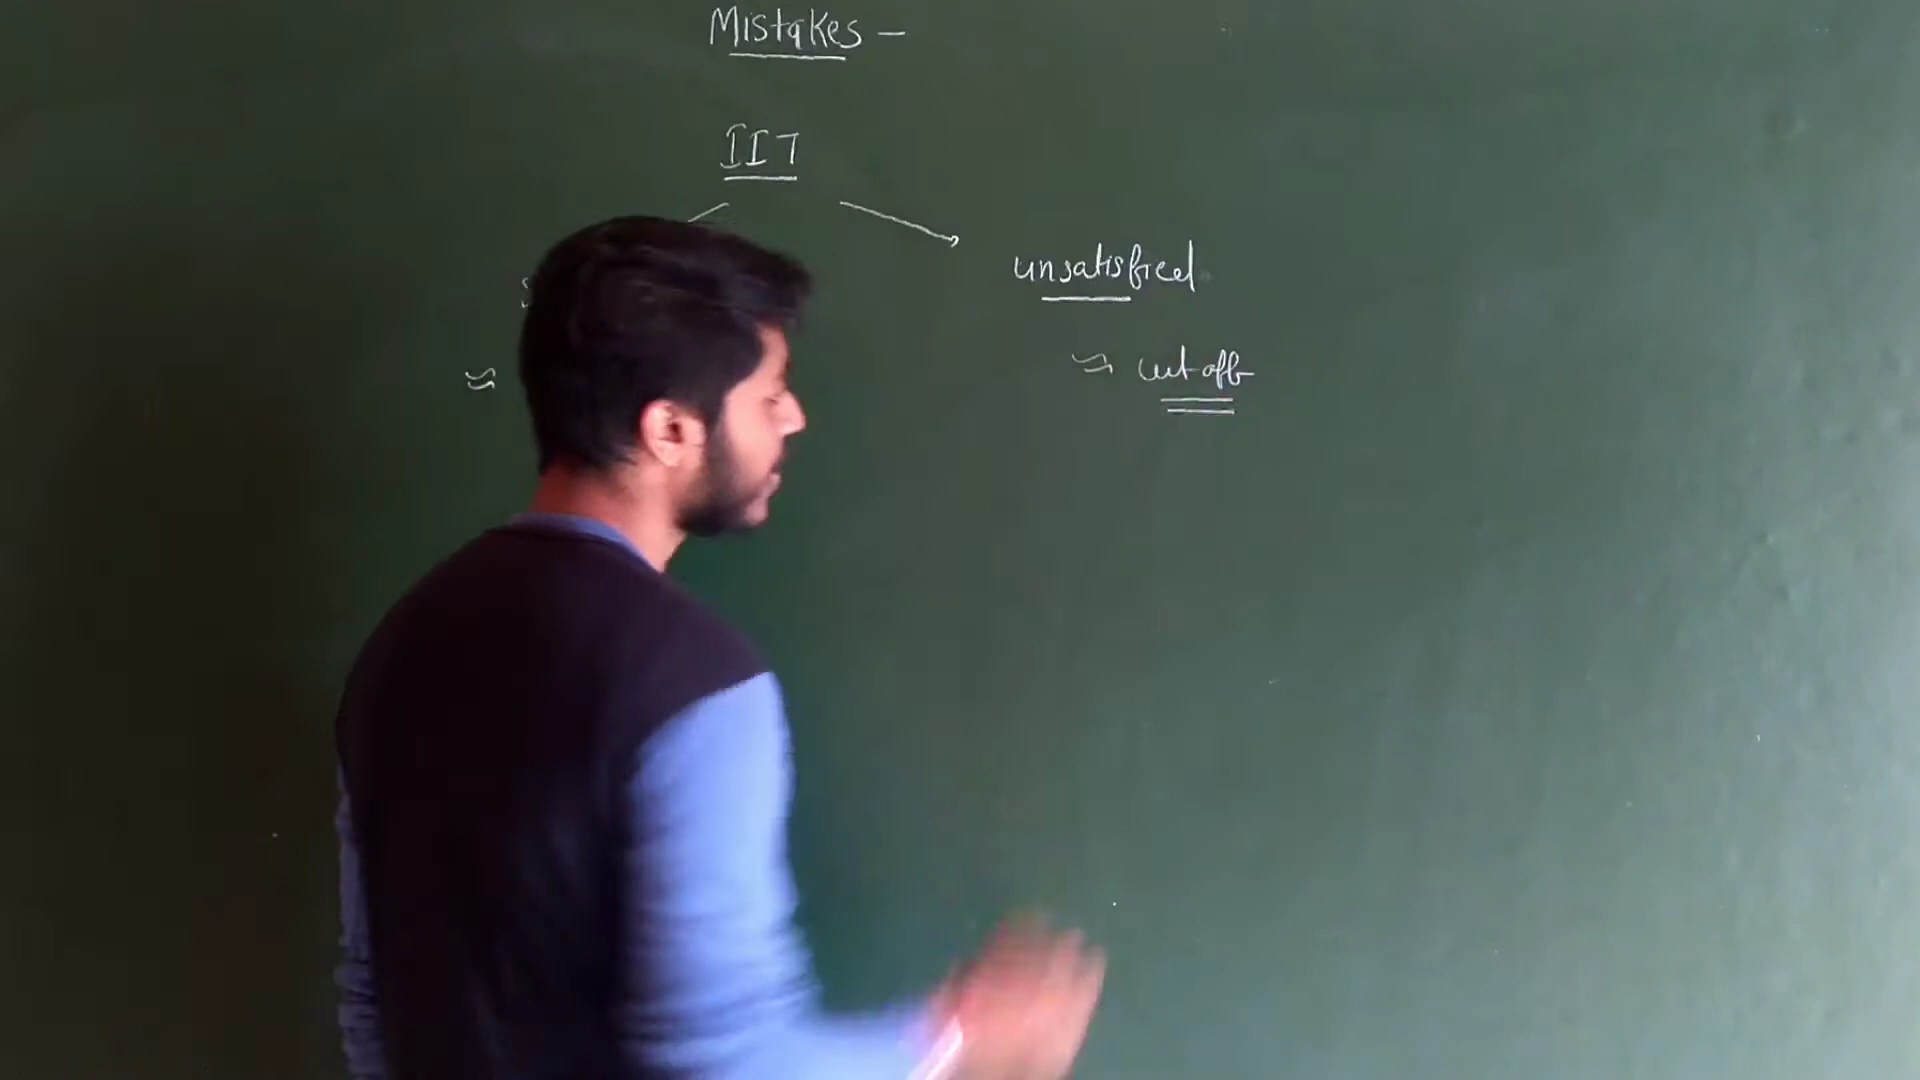 Mistakes -
IIT
unsatisfied
≈ cut off